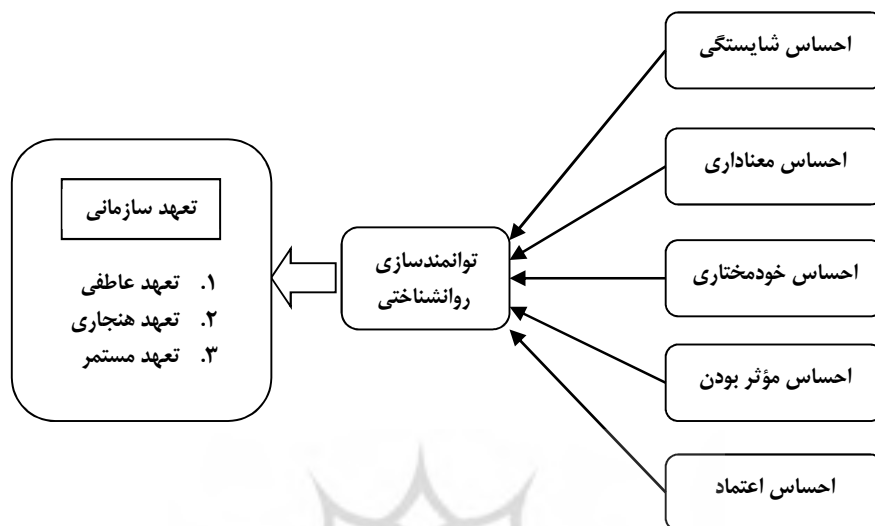 احساس شایستگی
احساس معناداری
احساس خودمختاری
احساس مؤثر بودن
احساس اعتماد
توانمندسازی
روانشناختی
تعهد سازمانی
۱. تعهد عاطفی
۲. تعهد هنجاری
۳. تعهد مستمر